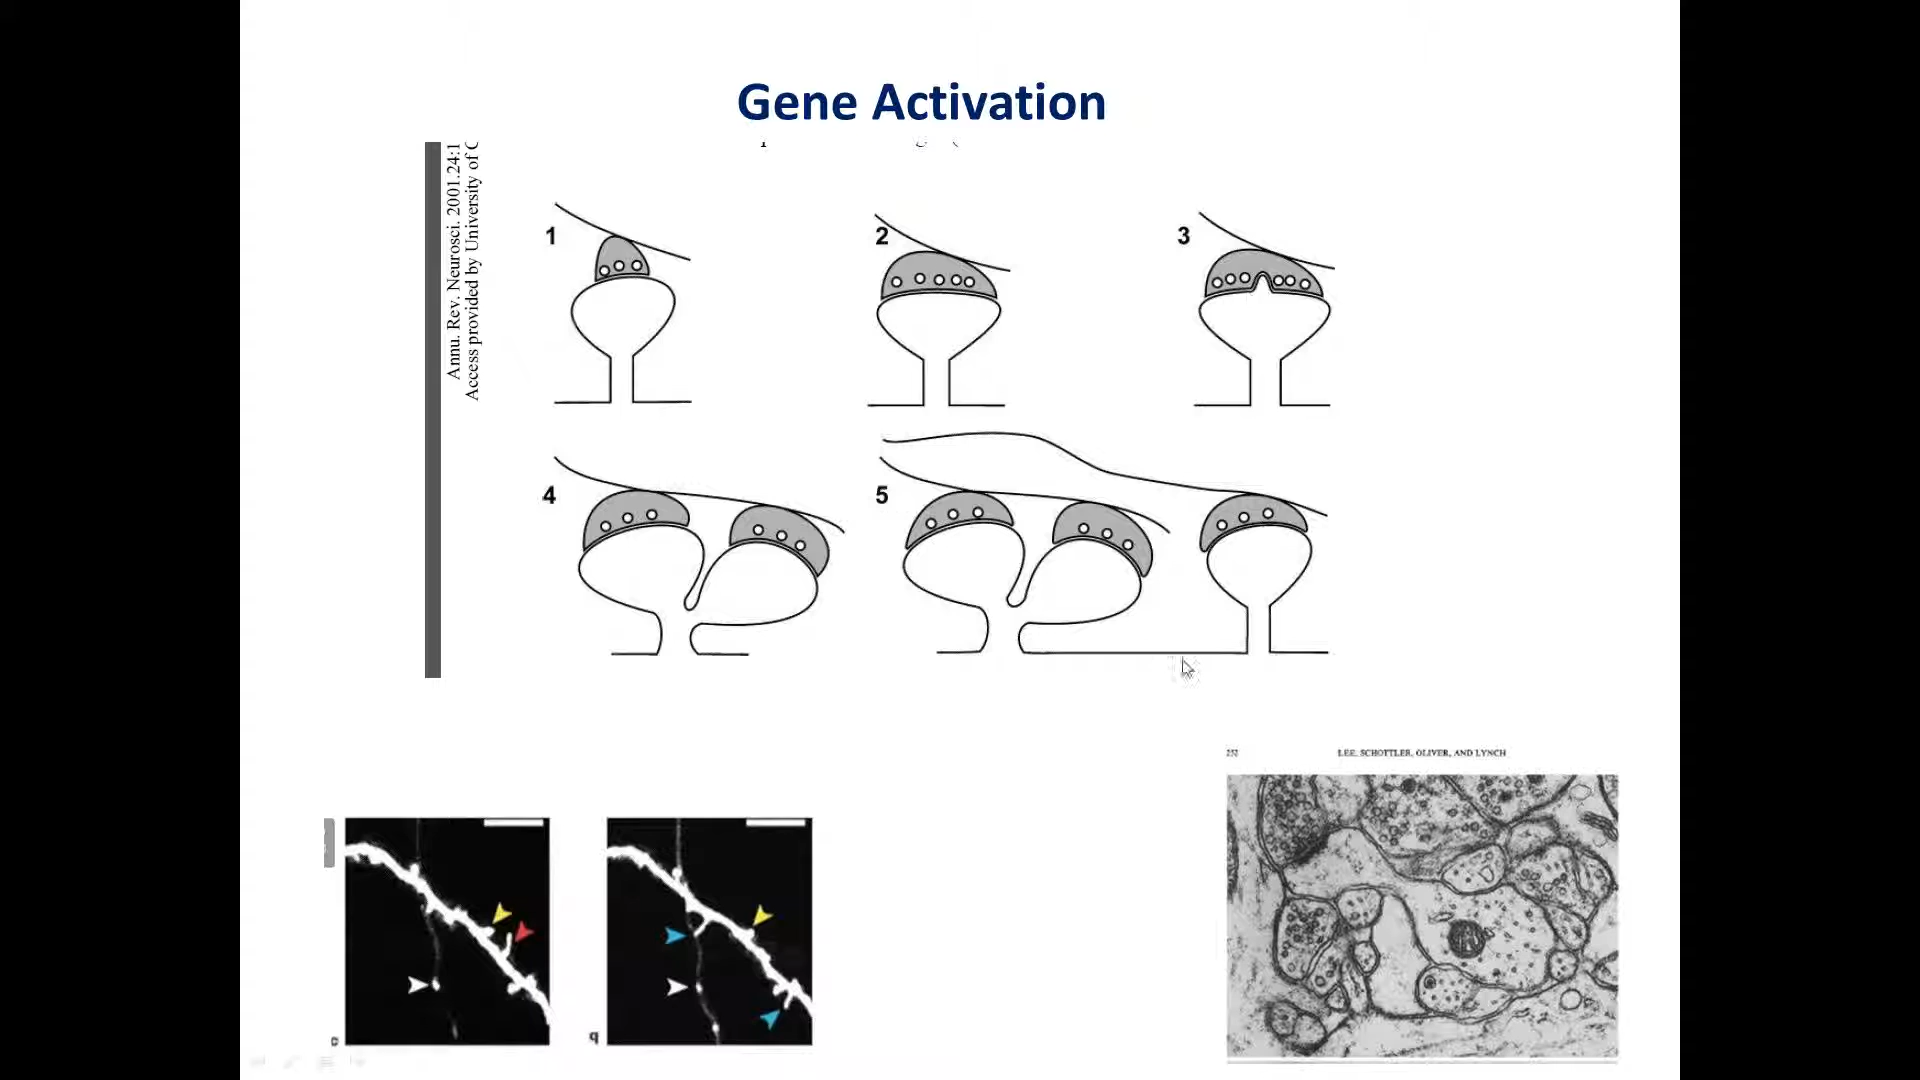 Gene Activation
Annu. Rev. Neurosci. 2001.24:1
Access provided by University of C
1
2
3
4
5
252
LEE, SCHOTTLER, OLIVER, AND LYNCH